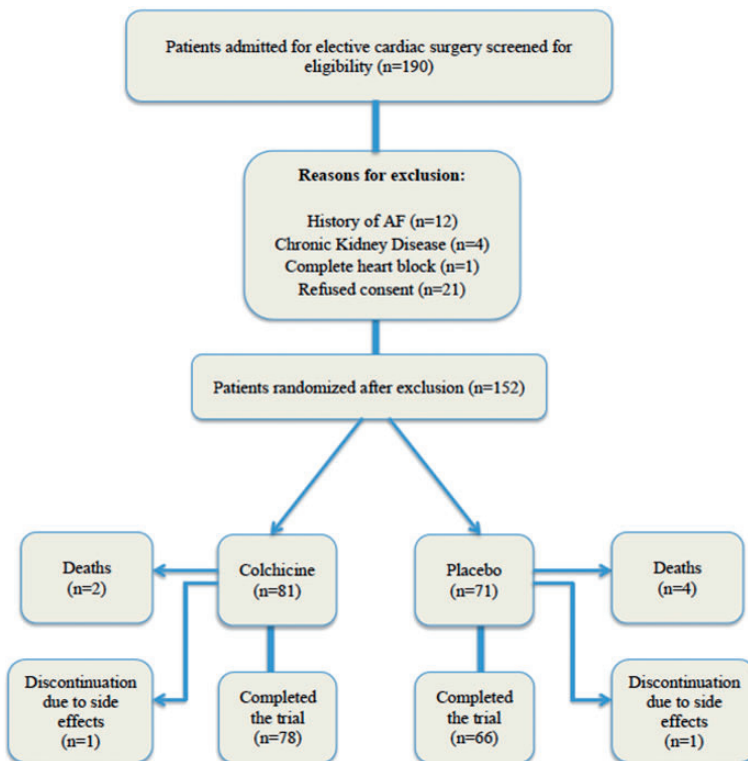 Patients admitted for elective cardiac surgery screened for
eligibility (n=190)
Reasons for exclusion:
History of AF (n=12)
Chronic Kidney Disease (n=4)
Complete heart block (n=1)
Refused consent (n=21)
Patients randomized after exclusion (n=152)
Deaths
(n=2)
Colchicine
(n=81)
Placebo
(n=71)
Deaths
(n=4)
Discontinuation
due to side
effects
(n=1)
Completed
the trial
(n=78)
Completed
the trial
(n=66)
Discontinuation
due to side
effects
(n=1)